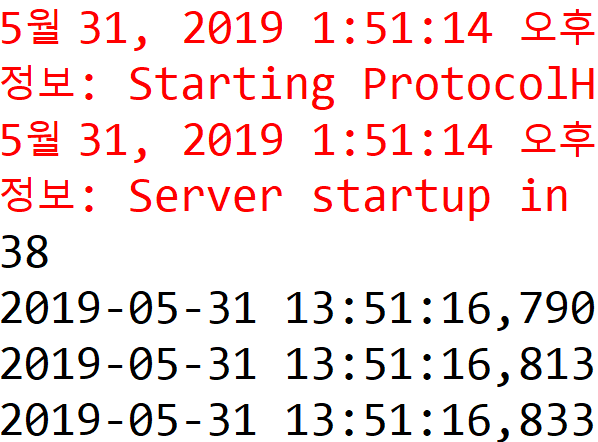 5월 31, 2019 1:51:14 오후
정보: Starting ProtocolH
5월 31, 2019 1:51:14 오후
정보: Server startup in
38
2019-05-31 13:51:16,790
2019-05-31 13:51:16,813
2019-05-31 13:51:16,833